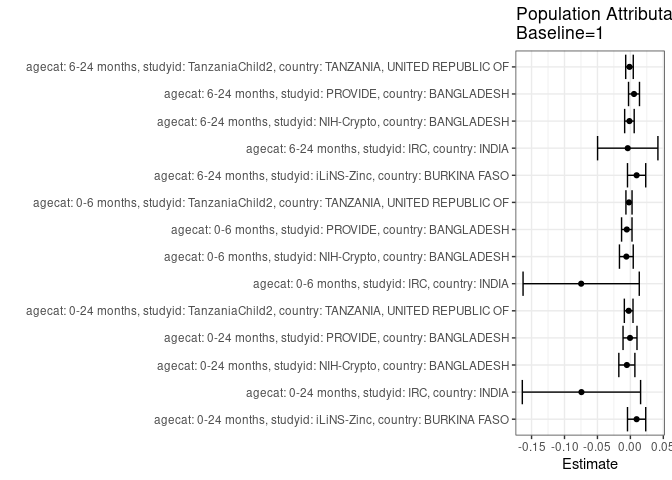 Population Attributa
Baseline=1
agecat: 6-24 months, studyid: TanzaniaChild2, country: TANZANIA, UNITED REPUBLIC OF
agecat: 6-24 months, studyid: PROVIDE, country: BANGLADESH
agecat: 6-24 months, studyid: NIH-Crypto, country: BANGLADESH
agecat: 6-24 months, studyid: IRC, country: INDIA
agecat: 6-24 months, studyid: iLiNS-Zinc, country: BURKINA FASO
agecat: 0-6 months, studyid: TanzaniaChild2, country: TANZANIA, UNITED REPUBLIC OF
agecat: 0-6 months, studyid: PROVIDE, country: BANGLADESH
agecat: 0-6 months, studyid: NIH-Crypto, country: BANGLADESH
agecat: 0-6 months, studyid: IRC, country: INDIA
agecat: 0-24 months, studyid: TanzaniaChild2, country: TANZANIA, UNITED REPUBLIC OF
agecat: 0-24 months, studyid: PROVIDE, country: BANGLADESH
agecat: 0-24 months, studyid: NIH-Crypto, country: BANGLADESH
agecat: 0-24 months, studyid: IRC, country: INDIA
agecat: 0-24 months, studyid: iLiNS-Zinc, country: BURKINA FASO
-0.15 -0.10 -0.05 0.00 0.05
Estimate